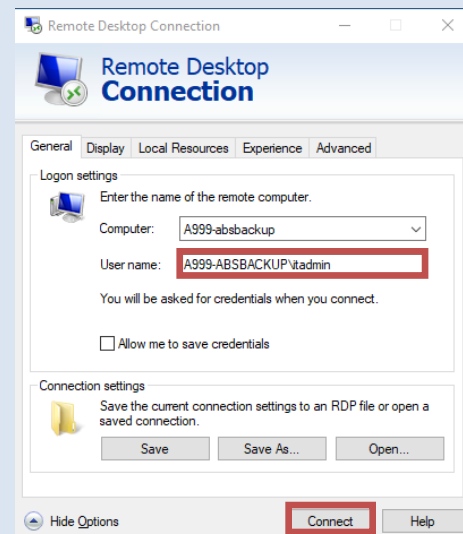 Remote Desktop Connection
Remote Desktop
Connection
General Display Local Resources Experience Advanced
Logon settings
Enter the name of the remote computer.
Computer: A999-absbackup
User name: A999-ABSBACKUP\itadmin
You will be asked for credentials when you connect.
Allow me to save credentials
Connection settings
Save the current connection settings to an RDP file or open a
saved connection.
Save Save As... Open...
Hide Options Connect Help